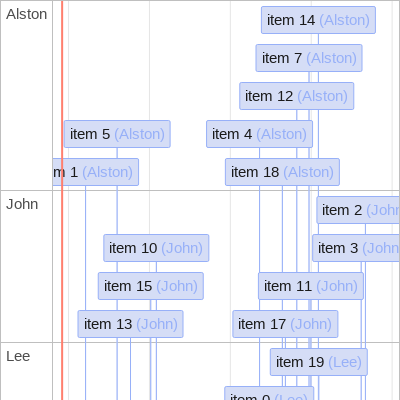 Alston
item 14 (Alston)
item 7 (Alston)
item 12 (Alston)
item 5 (Alston)
item 4 (Alston)
m 1 (Alston)
item 18 (Alston)
John
item 2 (John
item 10 (John)
item 3 (John
item 15 (John)
item 11 (John)
item 13 (John)
item 17 (John)
Lee
item 19 (Lee)
item 0 (Lee)